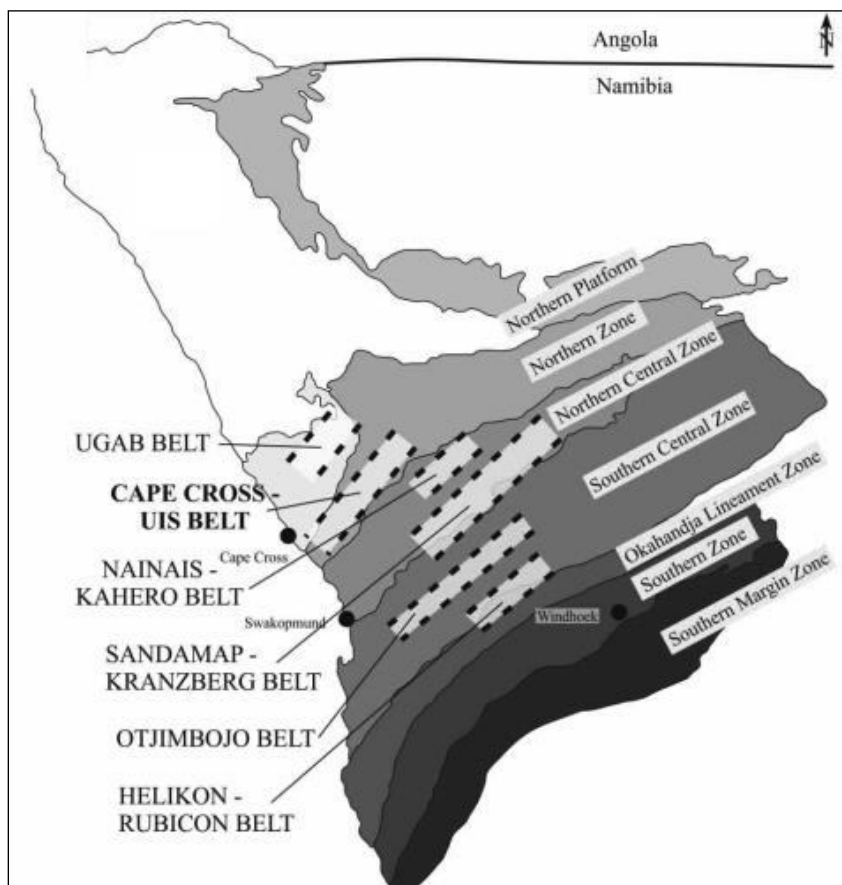 Angola
N
Namibia
Northern Platform
Northern Zone
Northern Central Zone
Southern Central Zone
Okahandja Lineament Zone
Southern Zone
Southern Margin Zone
UGAB BELT
CAPE CROSS -
UIS BELT
Cape Cross
NAINAIS -
KAHERO BELT
Swakopmund
Windhoek
SANDAMAP -
KRANZBERG BELT
OTJIMBOJO BELT
HELIKON -
RUBICON BELT